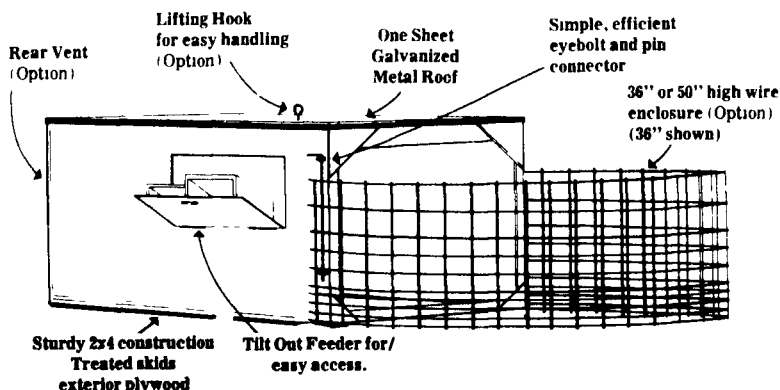 Rear Vent
(Option)
Lifting Hook
for easy handling
(Option)
One Sheet
Galvanized
Metal Roof
Simple, efficient
eyebolt and pin
connector
36" or 50" high wire
enclosure (Option)
(36" shown)
Sturdy 2x4 construction
Treated skids
exterior plywood
Tilt Out Feeder for/
easy access.